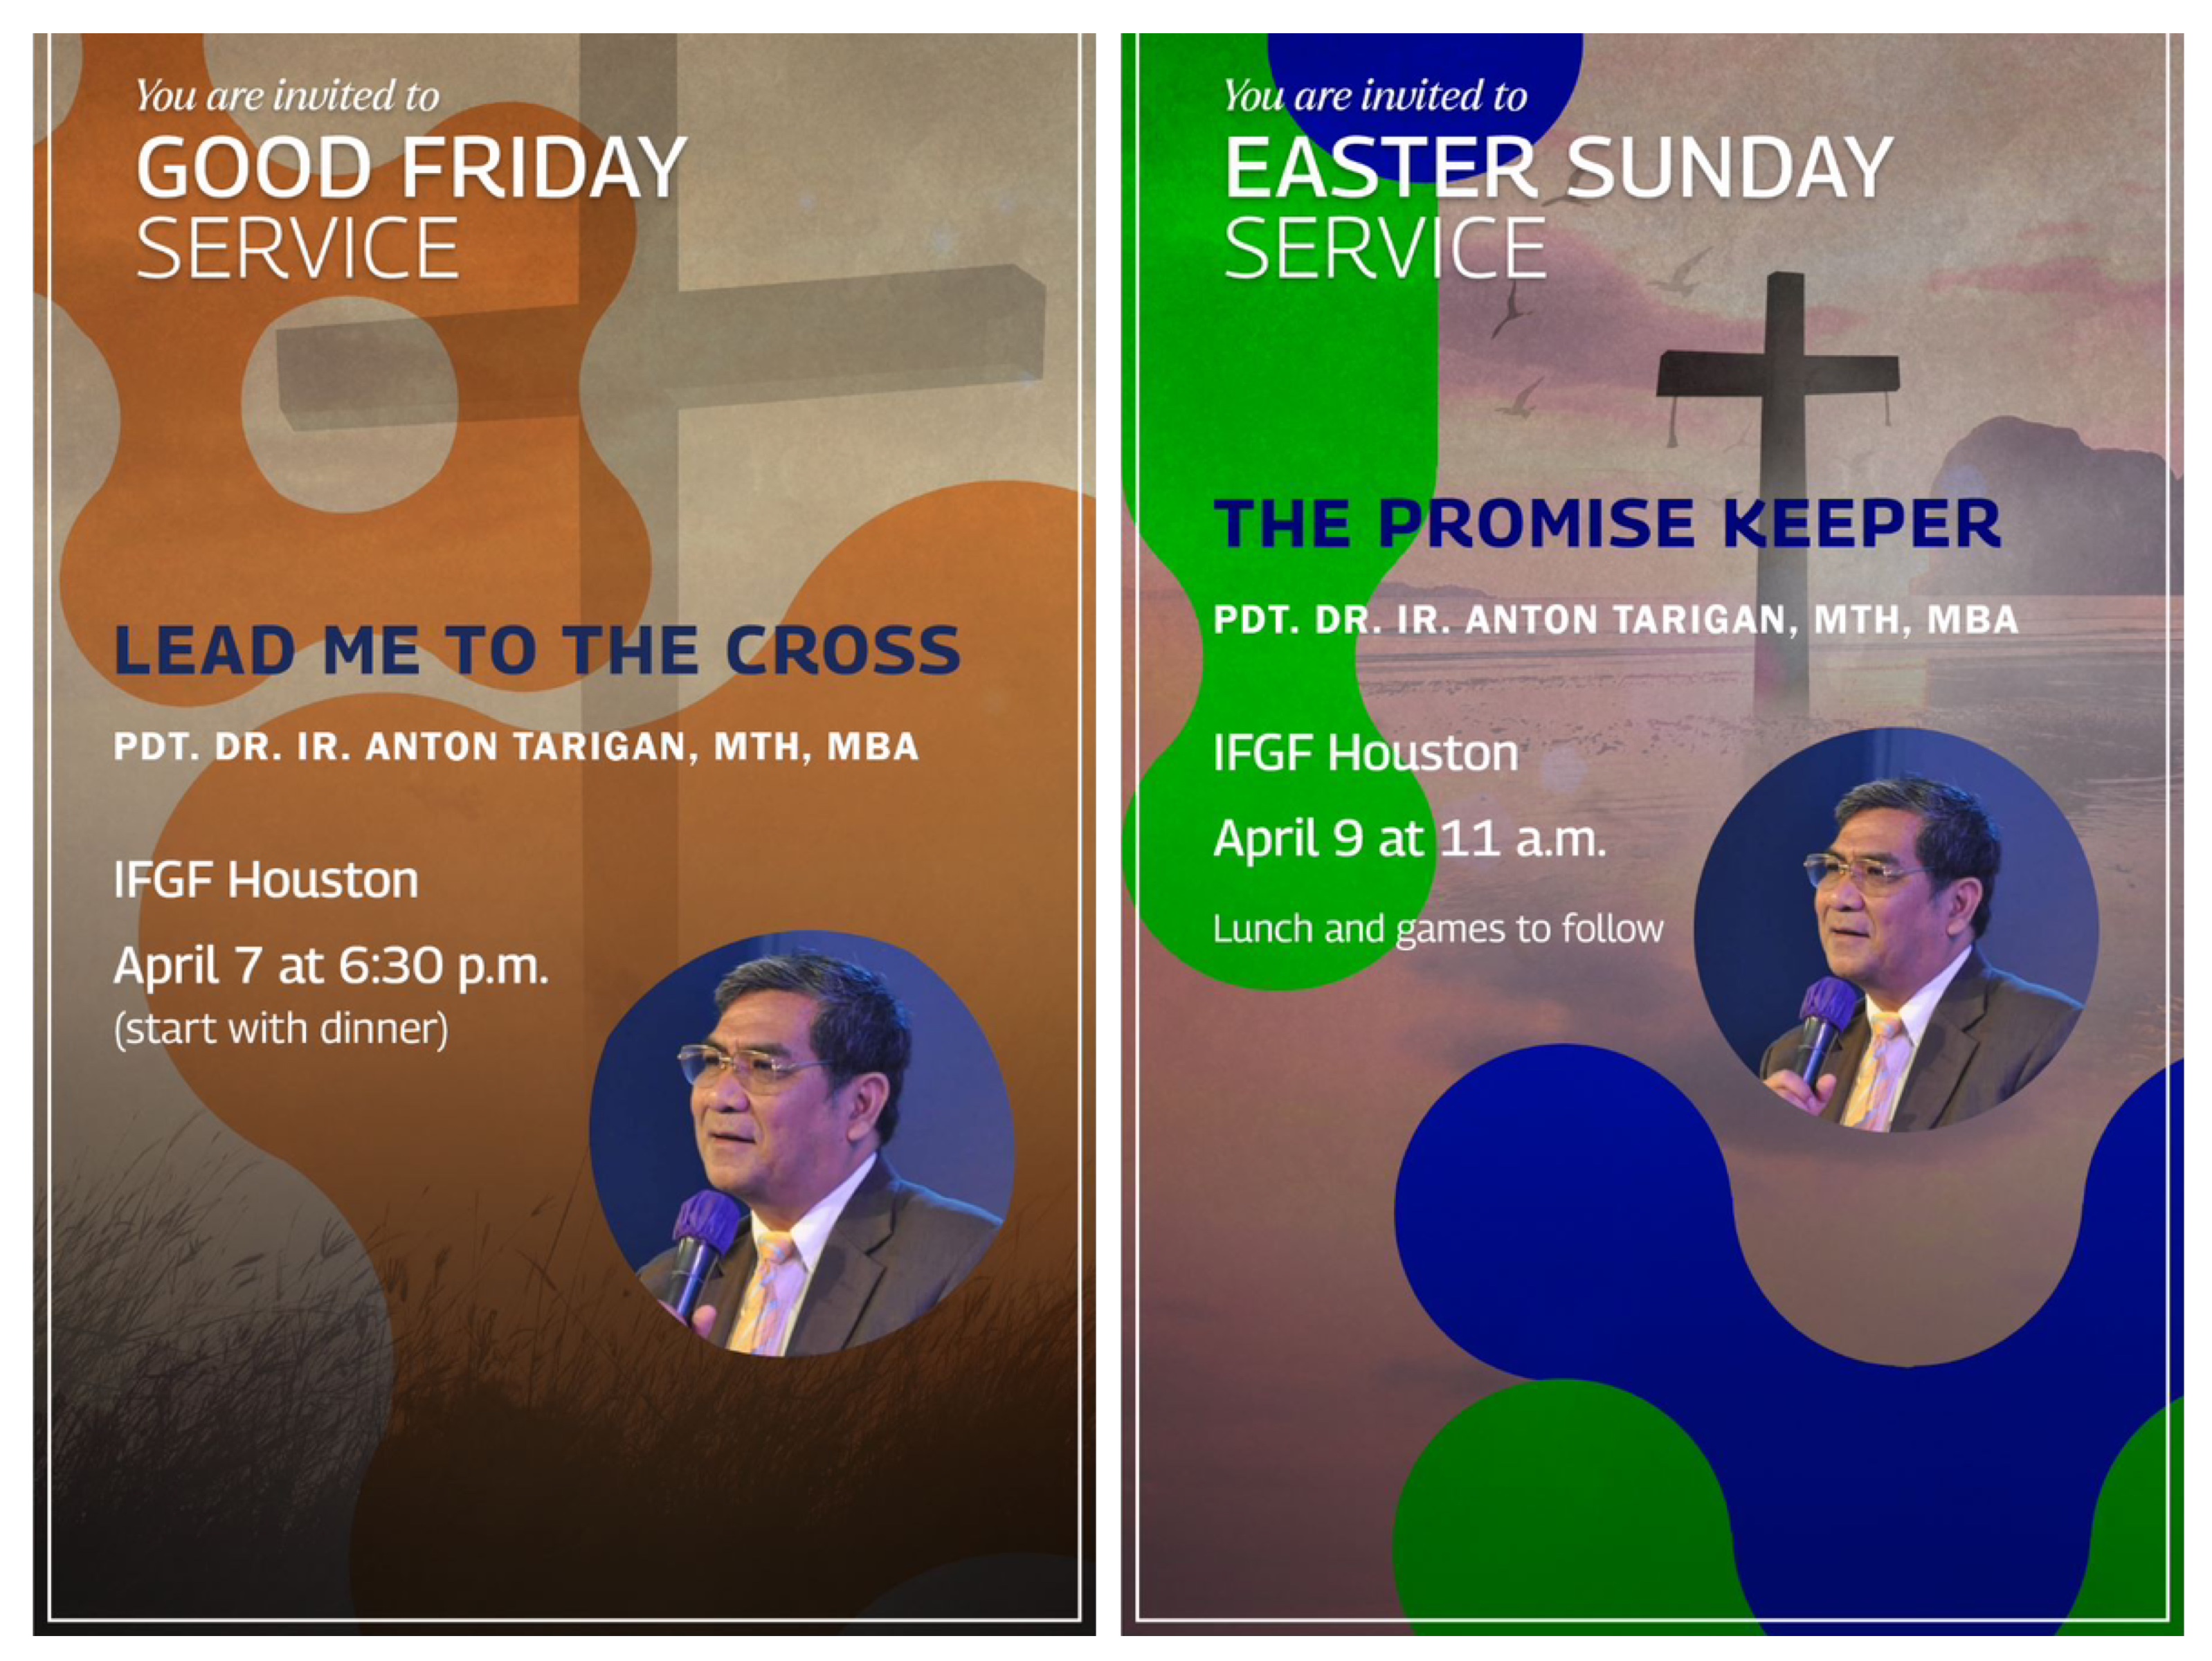 You are invited to
GOOD FRIDAY
SERVICE
LEAD ME TO THE CROSS
PDT. DR. IR. ANTON TARIGAN, MTH, MBA
IFGF Houston
April 7 at 6:30 p.m.
(start with dinner)
You are invited to
EASTER SUNDAY
SERVICE
THE PROMISE KEEPER
PDT. DR. IR. ANTON TARIGAN, MTH, MBA
IFGF Houston
April 9 at 11 a.m.
Lunch and games to follow